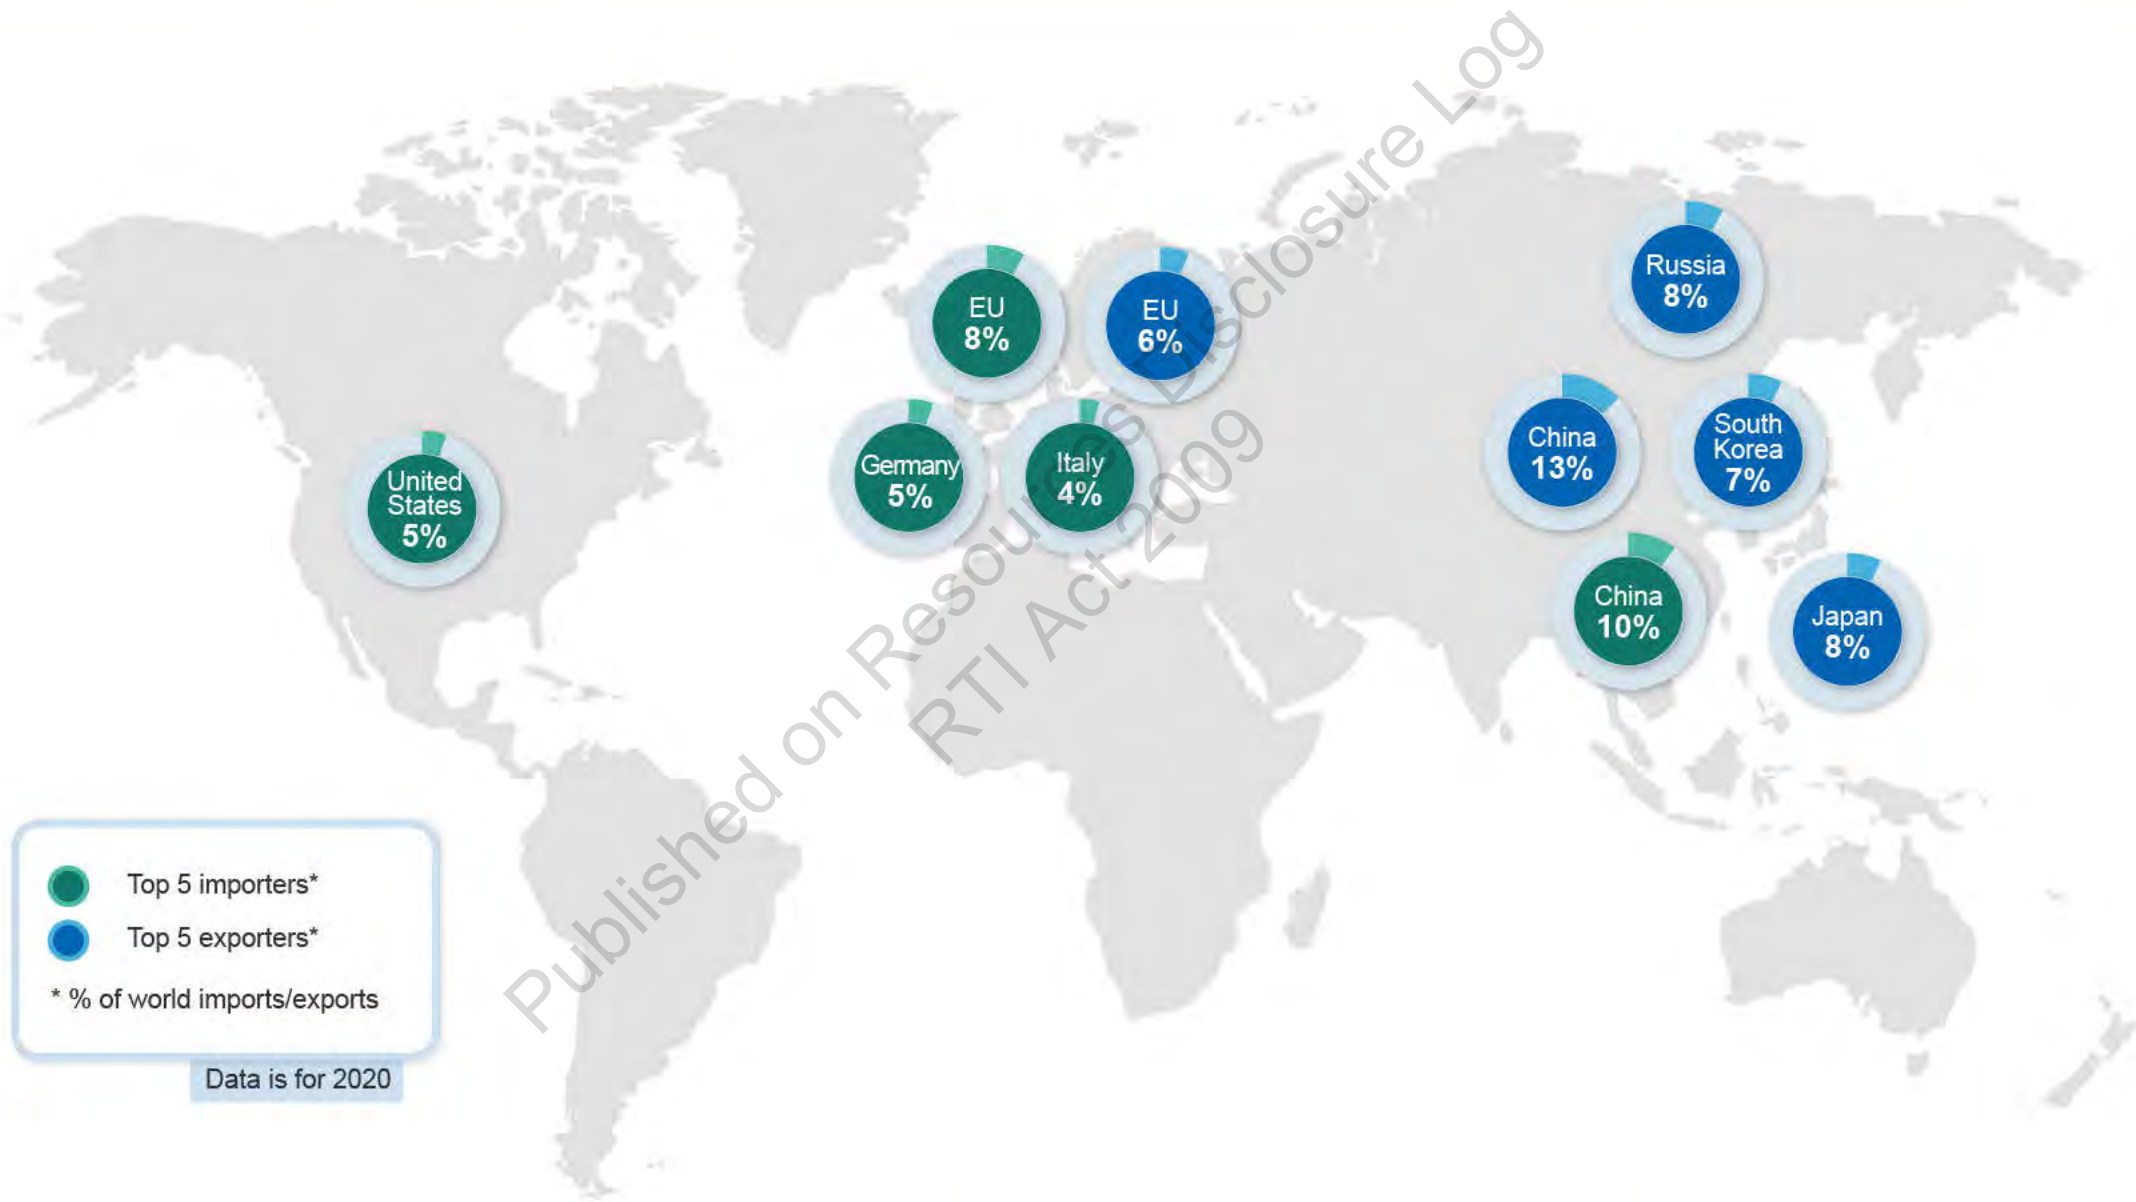 Russia
8%
EU
8%
EU
6%
China
13%
South
Korea
7%
Germany
5%
Italy
4%
United
States
5%
China
10%
Japan
8%
Top 5 importers*
Top 5 exporters*
* % of world imports/exports
Data is for 2020
Published on Resources Disclosure Log
RTI Act 2009